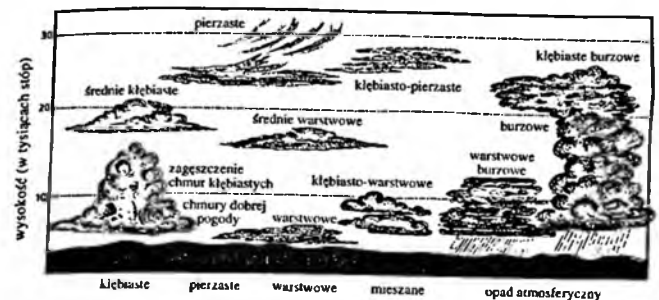 pierzaste
30
kłębiaste burzowe
średnie kłębiaste
kłębiasto-pierzaste
20
średnie warstwowe
burzowe
wysokość (w tysiącach stóp)
zagęszczenie
chmur kłębiastych
kłębiasto-warstwowe
warstwowe
burzowe
10
chmury dobrej
pogody
warstwowe
kłębiaste
pierzaste
warstwowe
mieszane
opad atmosferyczny